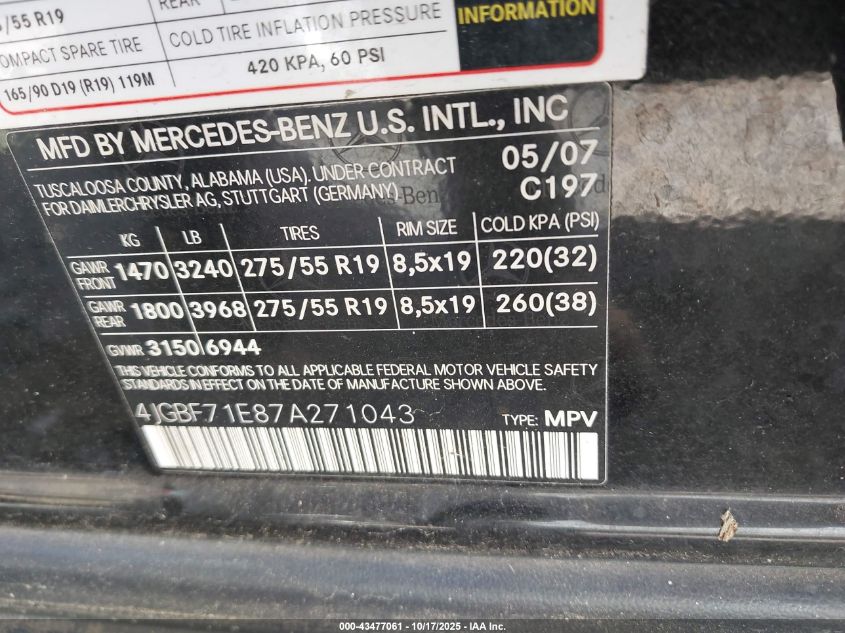 /55 R19
REAR
COMPACT SPARE TIRE
COLD TIRE INFLATION PRESSURE
INFORMATION
165/90 D19 (R19) 119M
420 KPA, 60 PSI
MFD BY MERCEDES-BENZ U.S. INTL., INC
TUSCALOOSA COUNTY, ALABAMA (USA). UNDER CONTRACT
FOR DAIMLERCHRYSLER AG, STUTTGART (GERMANY)
05/07
C197
KG LB TIRES RIM SIZE COLD KPA (PSI)
GAWR FRONT 1470 3240 275/55 R19 8,5x19 220(32)
GAWR REAR 1800 3968 275/55 R19 8,5x19 260(38)
GVWR 3150 6944
THIS VEHICLE CONFORMS TO ALL APPLICABLE FEDERAL MOTOR VEHICLE SAFETY
STANDARDS IN EFFECT ON THE DATE OF MANUFACTURE SHOWN ABOVE.
4JGBF71E87A271043 TYPE: MPV
000-43477061 - 10/17/2025 - IAA Inc.